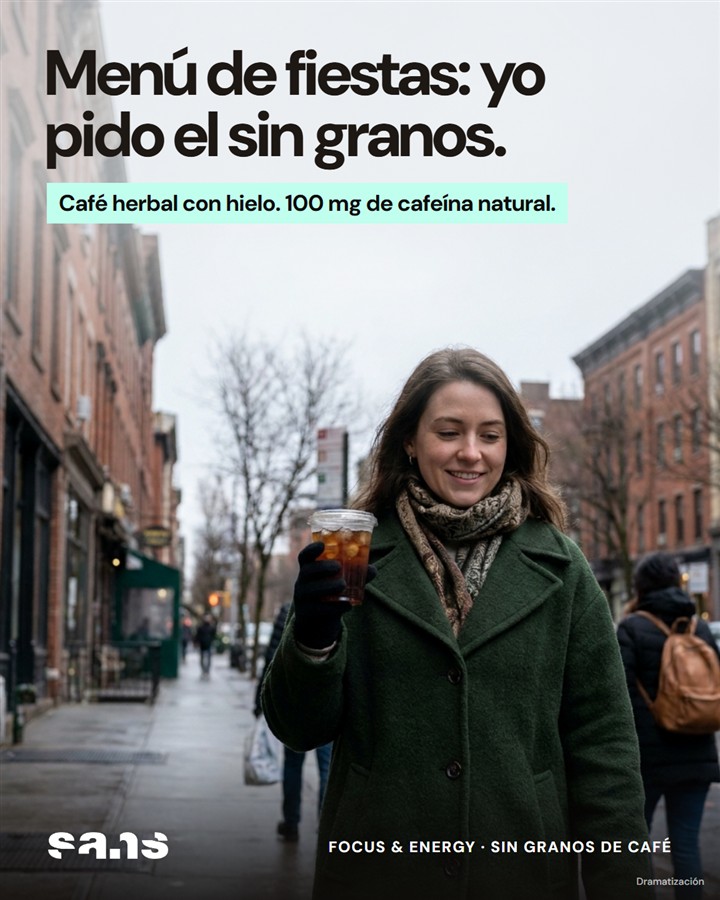 Menú de fiestas: yo
pido el sin granos.
Café herbal con hielo. 100 mg de cafeína natural.
sans
FOCUS & ENERGY · SIN GRANOS DE CAFÉ
Dramatización